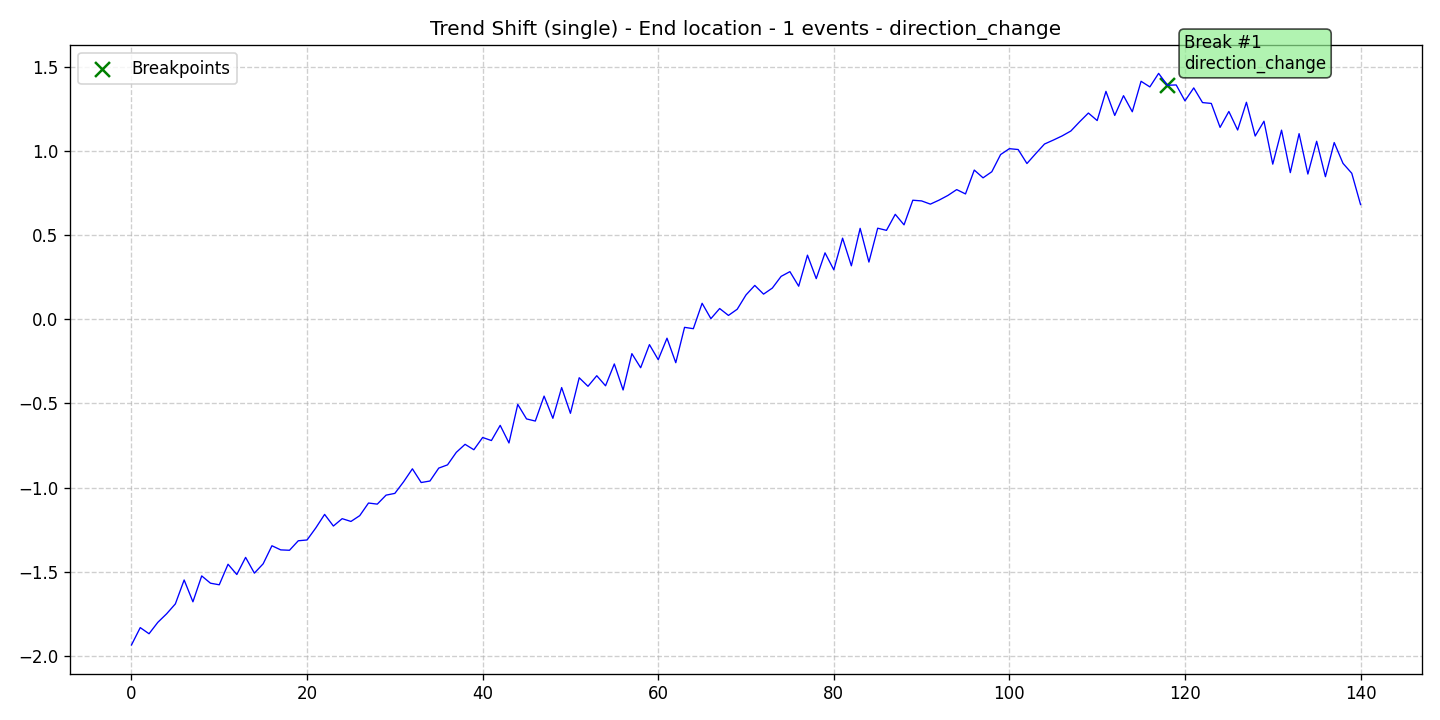 Trend Shift (single) - End location - 1 events - direction_change
Break #1
direction_change
Breakpoints
1.5
1.0
0.5
0.0
−0.5
−1.0
−1.5
−2.0
0 20 40 60 80 100 120 140